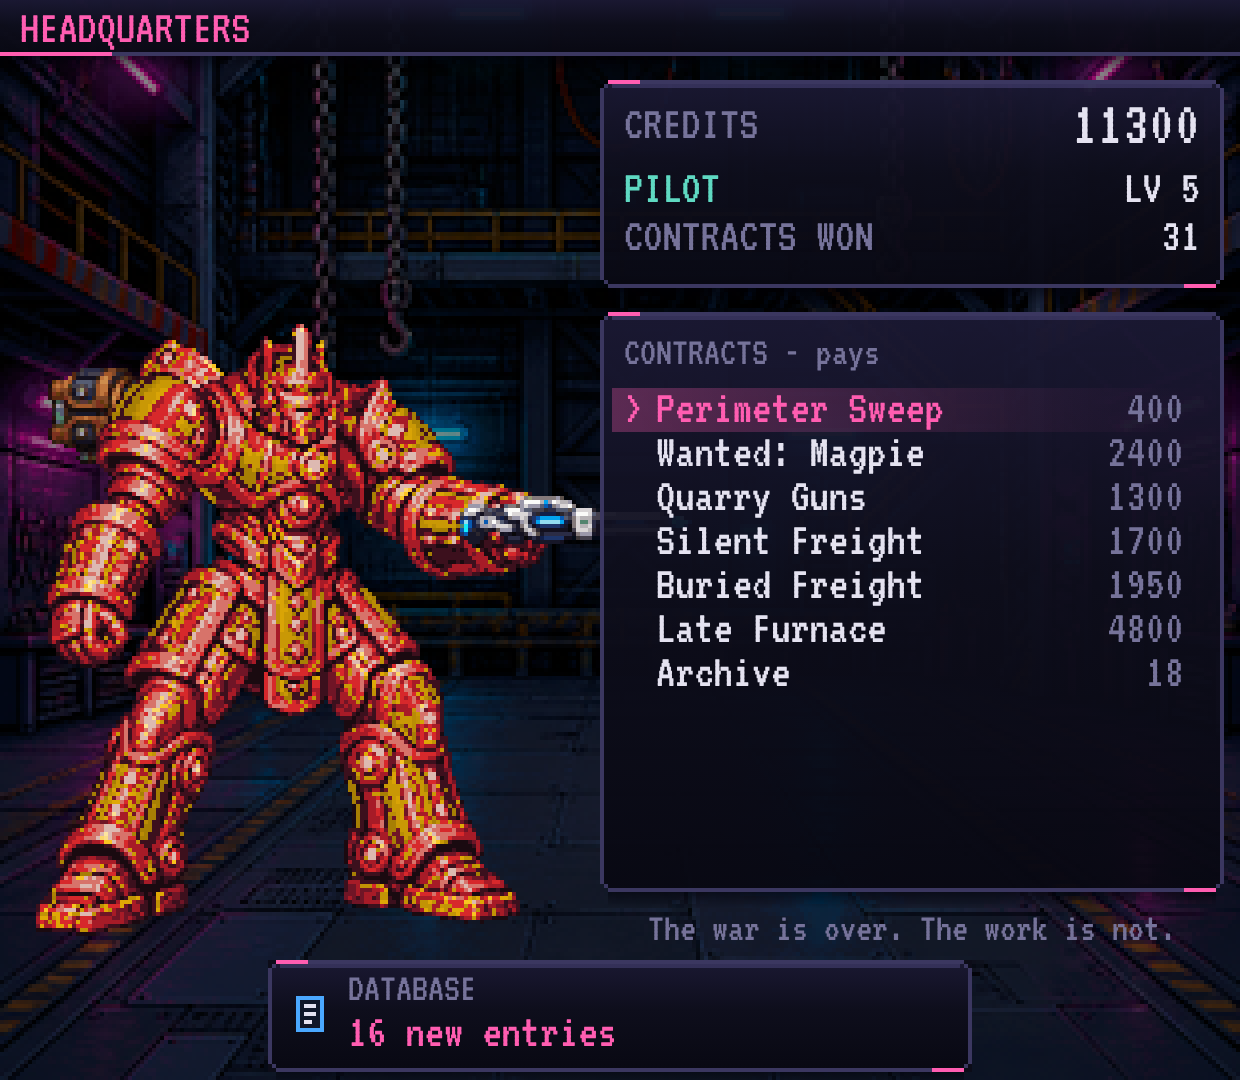 HEADQUARTERS
CREDITS 11300
PILOT LV 5
CONTRACTS WON 31
CONTRACTS - pays
> Perimeter Sweep 400
Wanted: Magpie 2400
Quarry Guns 1300
Silent Freight 1700
Buried Freight 1950
Late Furnace 4800
Archive 18
The war is over. The work is not.
DATABASE
16 new entries